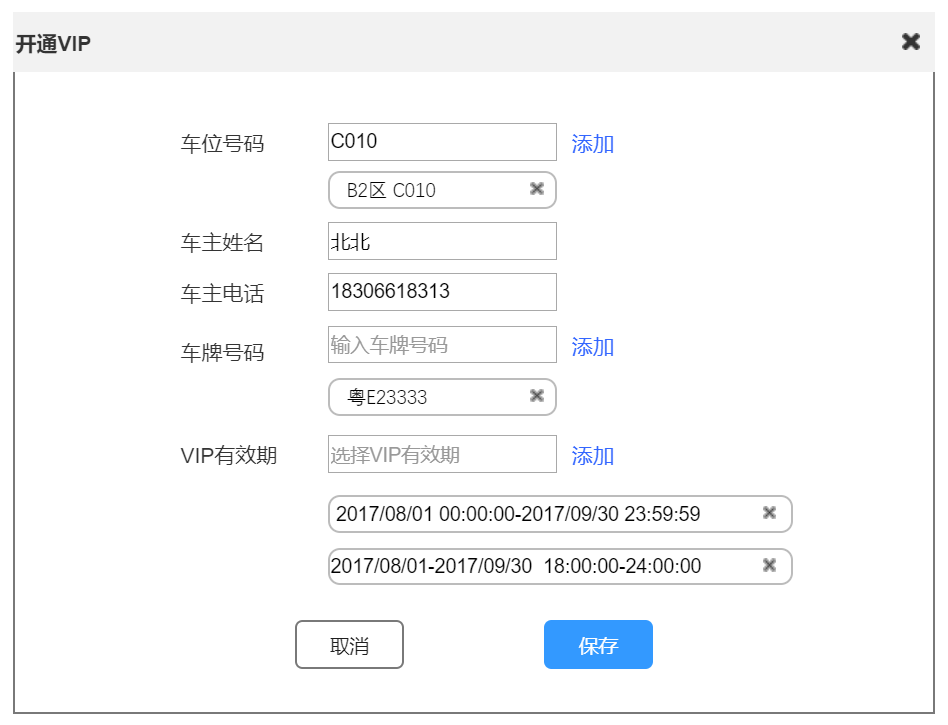 开通VIP
车位号码 C010 添加
B2区 C010
车主姓名 北北
车主电话 18306618313
车牌号码 输入车牌号码 添加
粤E23333
VIP有效期 选择VIP有效期 添加
2017/08/01 00:00:00-2017/09/30 23:59:59
2017/08/01-2017/09/30 18:00:00-24:00:00
取消 保存